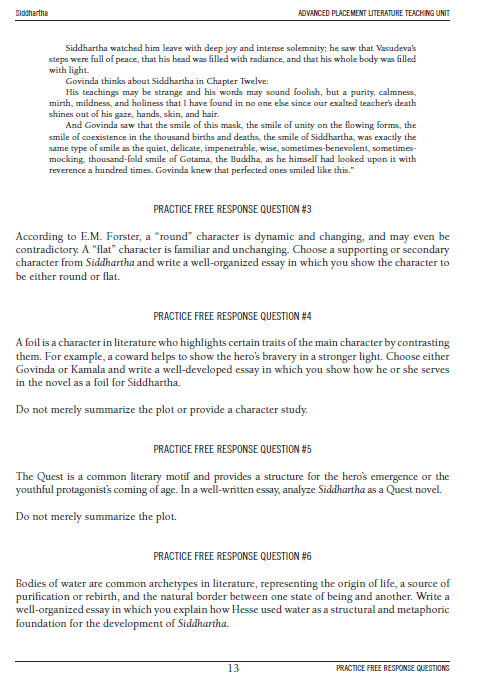 Siddhartha
ADVANCED PLACEMENT LITERATURE TEACHING UNIT
Siddhartha watched him leave with deep joy and intense solemnity; he saw that Vasudeva's
steps were full of peace, that his head was filled with radiance, and that his whole body was filled
with light.
Govinda thinks about Siddhartha in Chapter Twelve:
His teachings may be strange and his words may sound foolish, but a purity, calmness,
mirth, mildness, and holiness that I have found in no one else since our exalted teacher's death
shines out of his gaze, hands, skin, and hair.
And Govinda saw that the smile of this mask, the smile of unity on the flowing forms, the
smile of coexistence in the thousand births and deaths, the smile of Siddhartha, was exactly the
same type of smile as the quiet, delicate, impenetrable, wise, sometimes-benevolent, sometimes-
mocking, thousand-fold smile of Gotama, the Buddha, as he himself had looked upon it with
reverence a hundred times. Govinda knew that perfected ones smiled like this."
PRACTICE FREE RESPONSE QUESTION #3
According to E.M. Forster, a "round" character is dynamic and changing, and may even be
contradictory. A "flat" character is familiar and unchanging. Choose a supporting or secondary
character from Siddhartha and write a well-organized essay in which you show the character to
be either round or flat.
PRACTICE FREE RESPONSE QUESTION #4
A foil is a character in literature who highlights certain traits of the main character by contrasting
them. For example, a coward helps to show the hero's bravery in a stronger light. Choose either
Govinda or Kamala and write a well-developed essay in which you show how he or she serves
in the novel as a foil for Siddhartha.
Do not merely summarize the plot or provide a character study.
PRACTICE FREE RESPONSE QUESTION #5
The Quest is a common literary motif and provides a structure for the hero's emergence or the
youthful protagonist's coming of age. In a well-written essay, analyze Siddhartha as a Quest novel.
Do not merely summarize the plot.
PRACTICE FREE RESPONSE QUESTION #6
Bodies of water are common archetypes in literature, representing the origin of life, a source of
purification or rebirth, and the natural border between one state of being and another. Write a
well-organized essay in which you explain how Hesse used water as a structural and metaphoric
foundation for the development of Siddhartha.
13
PRACTICE FREE RESPONSE QUESTIONS